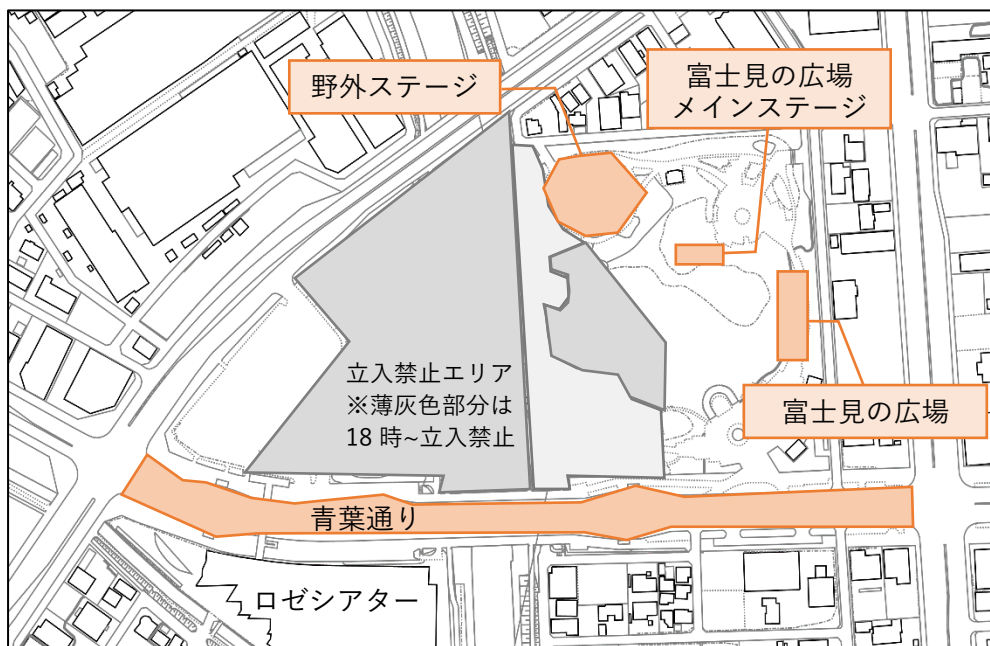 野外ステージ
富士見の広場
メインステージ
立入禁止エリア
※薄灰色部分は
18 時~立入禁止
富士見の広場
青葉通り
ロゼシアター